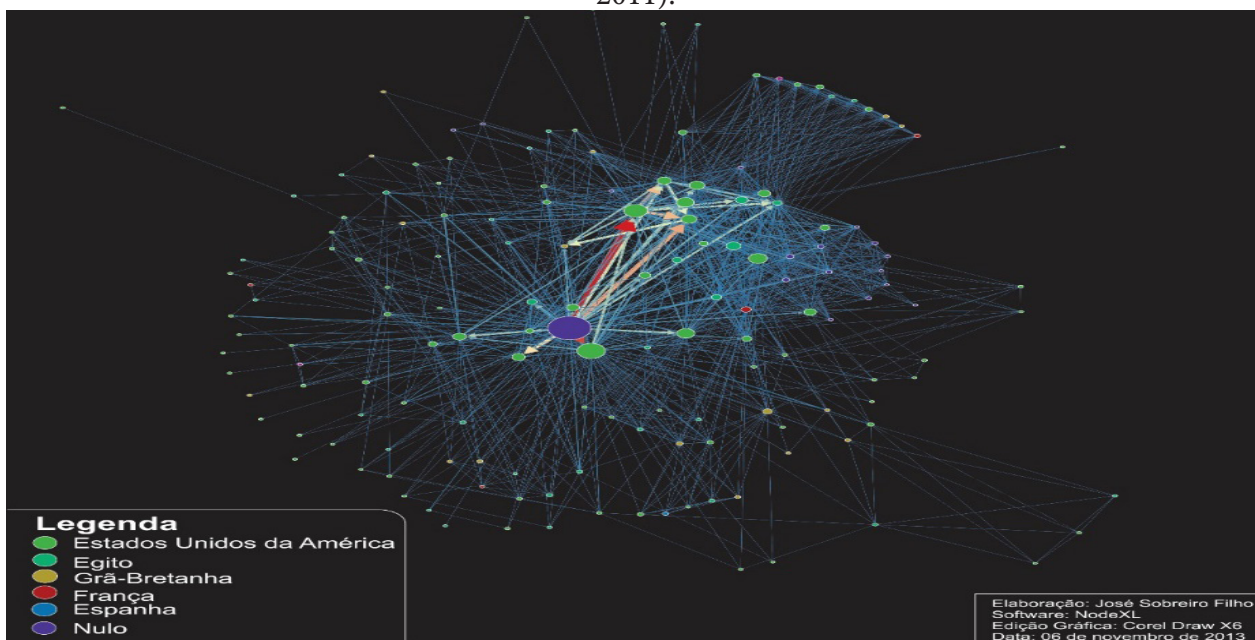 2011).
Legenda
Estados Unidos da América
Egito
Grã-Bretanha
França
Espanha
Nulo
Elaboração: José Sobreiro Filho
Software: NodeXL
Edição Gráfica: Corel Draw X6
Data: 06 de novembro de 2013